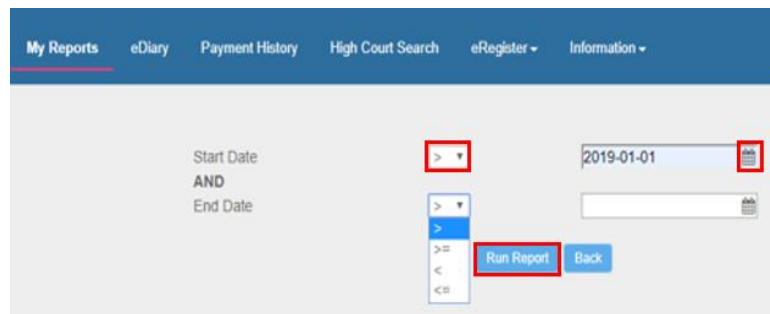 My Reports eDiary Payment History High Court Search eRegister Information
Start Date > 2019-01-01
AND
End Date >
>
>=
Run Report Back
<
<=